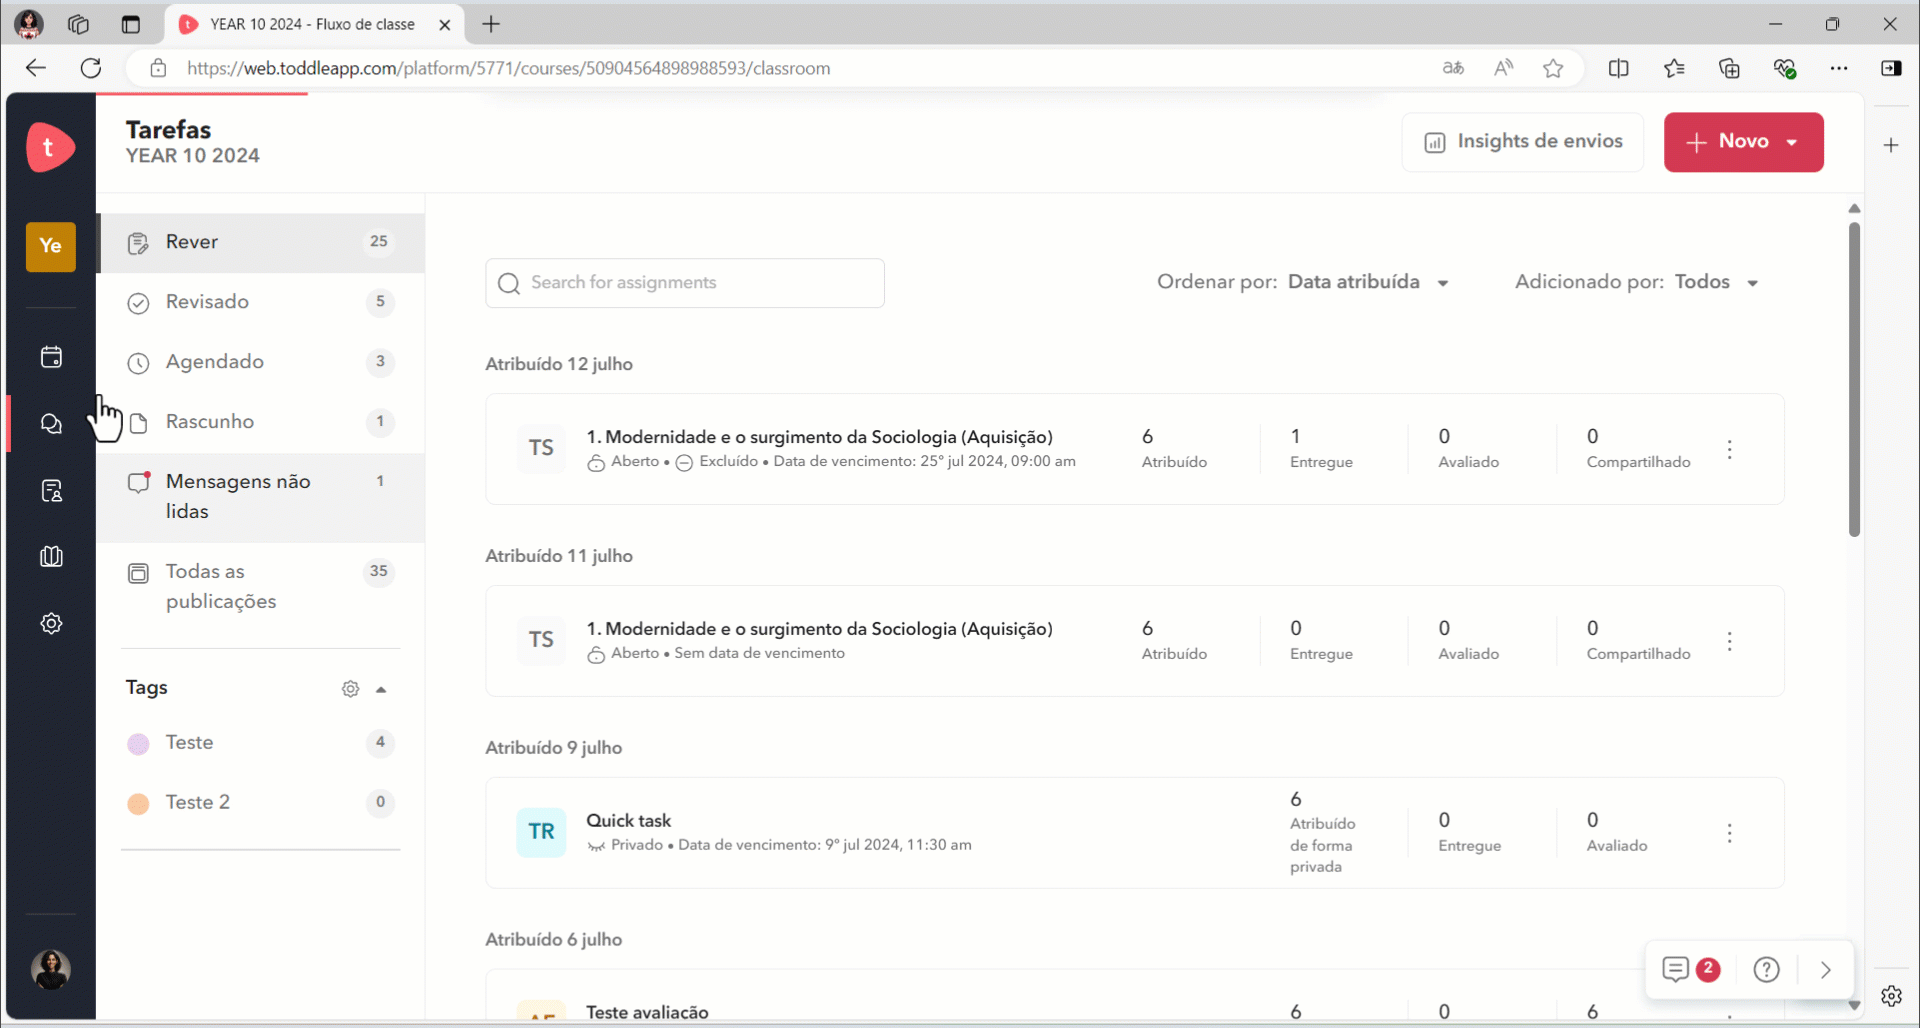 YEAR 10 2024 - Fluxo de classe
https://web.toddleapp.com/platform/5771/courses/50904564898988593/classroom
t
Tarefas
YEAR 10 2024
Insights de envios
Novo
Ye
Rever 25
Revisado 5
Agendado 3
Rascunho 1
Mensagens não 1
lidas
Todas as 35
publicações
Tags
Teste 4
Teste 2 0
Search for assignments
Ordenar por: Data atribuída
Adicionado por: Todos
Atribuído 12 julho
TS
1. Modernidade e o surgimento da Sociologia (Aquisição)
Aberto • Excluído • Data de vencimento: 25º jul 2024, 09:00 am
6
Atribuído
1
Entregue
0
Avaliado
0
Compartilhado
Atribuído 11 julho
TS
1. Modernidade e o surgimento da Sociologia (Aquisição)
Aberto • Sem data de vencimento
6
Atribuído
0
Entregue
0
Avaliado
0
Compartilhado
Atribuído 9 julho
TR
Quick task
Privado • Data de vencimento: 9º jul 2024, 11:30 am
6
Atribuído
de forma
privada
0
Entregue
0
Avaliado
Atribuído 6 julho
Teste avaliação
6
0
6
2